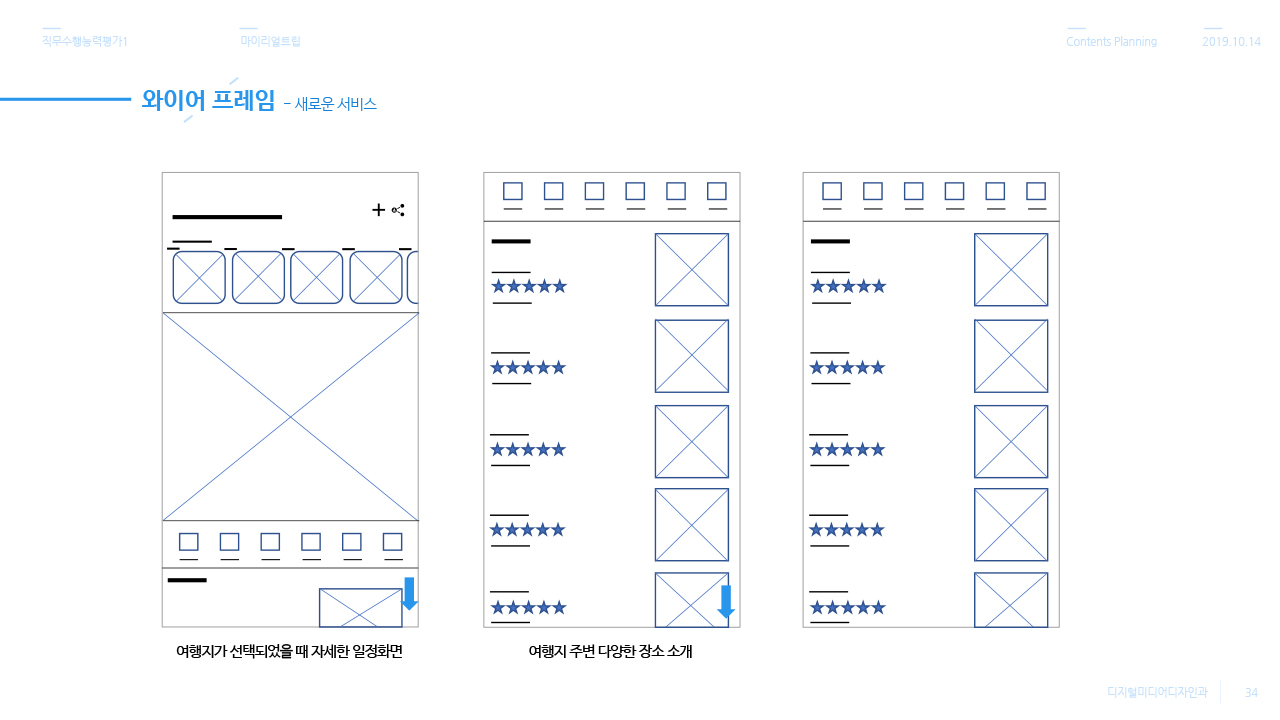 직무수행능력평가1
마이리얼트립
Contents Planning
2019.10.14
와이어 프레임 - 새로운 서비스
여행지가 선택되었을 때 자세한 일정화면
여행지 주변 다양한 장소 소개
디지털미디어디자인과
34